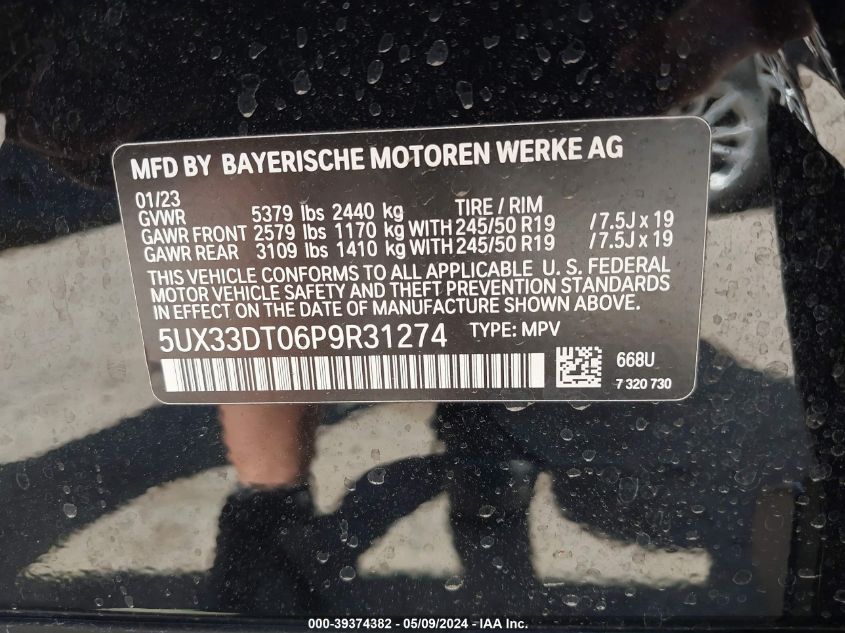 MFD BY BAYERISCHE MOTOREN WERKE AG
01/23 TIRE / RIM
GVWR 5379 lbs 2440 kg
GAWR FRONT 2579 lbs 1170 kg WITH 245/50 R19 /7.5J x 19
GAWR REAR 3109 lbs 1410 kg WITH 245/50 R19 /7.5J x 19
THIS VEHICLE CONFORMS TO ALL APPLICABLE U. S. FEDERAL
MOTOR VEHICLE SAFETY AND THEFT PREVENTION STANDARDS
IN EFFECT ON THE DATE OF MANUFACTURE SHOWN ABOVE.
5UX33DT06P9R31274 TYPE: MPV
668U
7 320 730
000-39374382 - 05/09/2024 - IAA Inc.